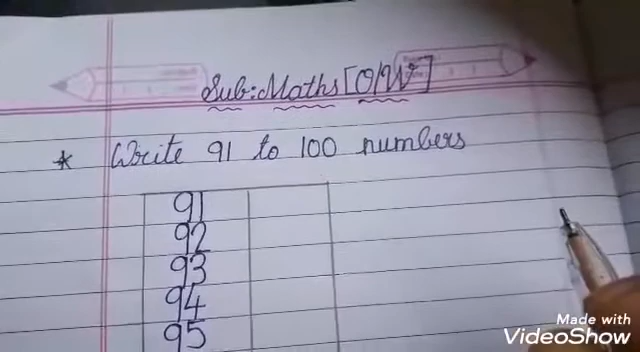 Sub:Maths [O/W]
* Write 91 to 100 numbers
91
92
93
94
95
Made with
VideoShow